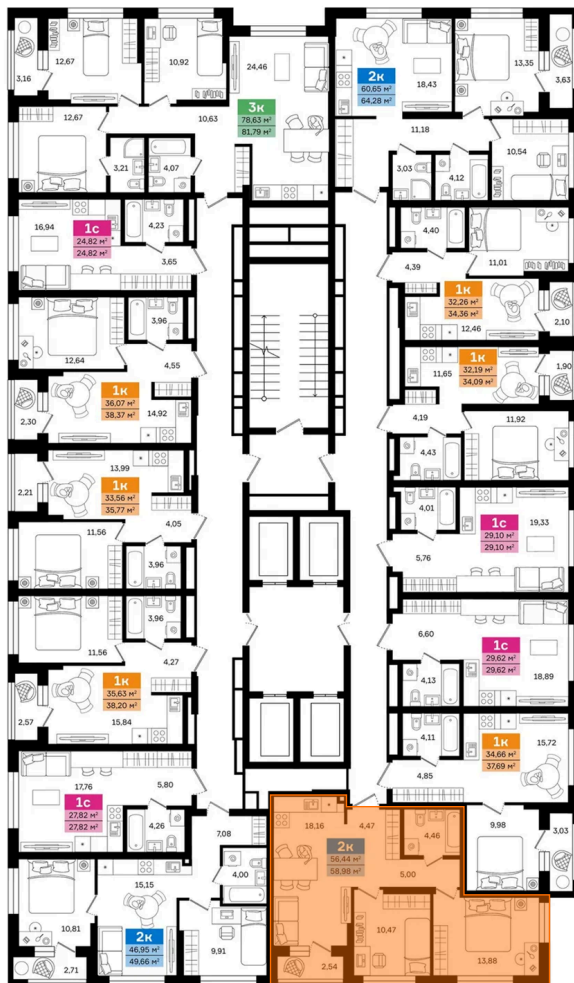 3,16
12,67
10,92
24,46
3к
78,63 м²
81,79 м²
2к
60,65 м²
64,28 м²
18,43
13,35
3,63
12,67
10,63
3,21
4,07
11,18
3,03
4,12
10,54
16,94
1с
24,82 м²
24,82 м²
4,23
3,65
4,40
4,39
11,01
1к
32,26 м²
34,36 м²
12,46
2,10
3,96
12,64
4,55
1к
36,07 м²
38,37 м²
14,92
2,30
11,65
1к
32,19 м²
34,09 м²
1,90
4,19
11,92
4,43
13,99
2,21
1к
33,56 м²
35,77 м²
4,05
11,56
3,96
4,01
1с
29,10 м²
29,10 м²
19,33
5,76
3,96
11,56
4,27
1к
35,63 м²
38,20 м²
2,57
15,84
6,60
1с
29,62 м²
29,62 м²
4,13
18,89
4,11
1к
34,66 м²
37,69 м²
15,72
4,85
9,98
3,03
17,76
5,80
1с
27,82 м²
27,82 м²
4,26
7,08
4,00
15,15
10,81
2к
46,95 м²
49,66 м²
9,91
2,71
18,16
4,47
4,46
2к
56,44 м²
58,98 м²
5,00
10,47
2,54
13,88